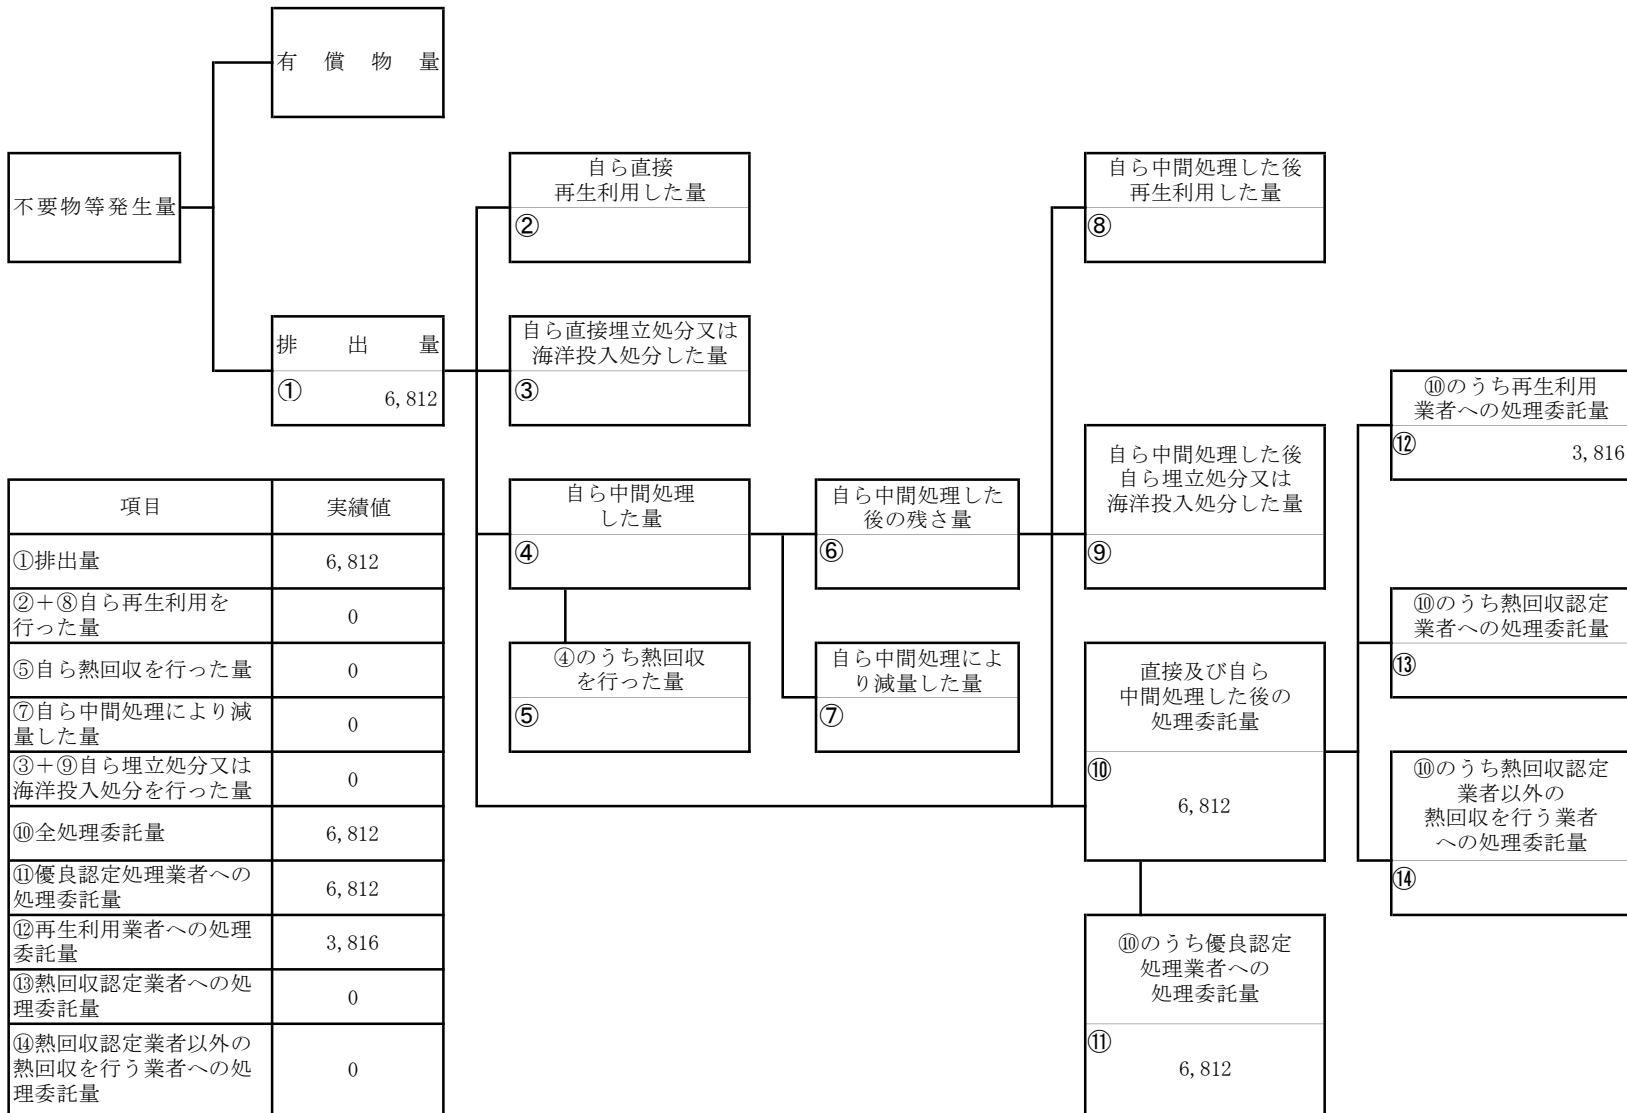 有償物量
不要物等発生量
排出量
① 6,812
自ら直接
再生利用した量
②
自ら直接埋立処分又は
海洋投入処分した量
③
自ら中間処理
した量
④
④のうち熱回収
を行った量
⑤
自ら中間処理した
後の残さ量
⑥
自ら中間処理によ
り減量した量
⑦
自ら中間処理した後
再生利用した量
⑧
自ら中間処理した後
自ら埋立処分又は
海洋投入処分した量
⑨
直接及び自ら
中間処理した後の
処理委託量
⑩
6,812
⑩のうち優良認定
処理業者への
処理委託量
⑪
6,812
⑩のうち再生利用
業者への処理委託量
⑫ 3,816
⑩のうち熱回収認定
業者への処理委託量
⑬
⑩のうち熱回収認定
業者以外の
熱回収を行う業者
への処理委託量
⑭
項目 実績値
①排出量 6,812
②+⑧自ら再生利用を
行った量 0
⑤自ら熱回収を行った量 0
⑦自ら中間処理により減
量した量 0
③+⑨自ら埋立処分又は
海洋投入処分を行った量 0
⑩全処理委託量 6,812
⑪優良認定処理業者への
処理委託量 6,812
⑫再生利用業者への処理
委託量 3,816
⑬熱回収認定業者への処
理委託量 0
⑭熱回収認定業者以外の
熱回収を行う業者への処 0
理委託量